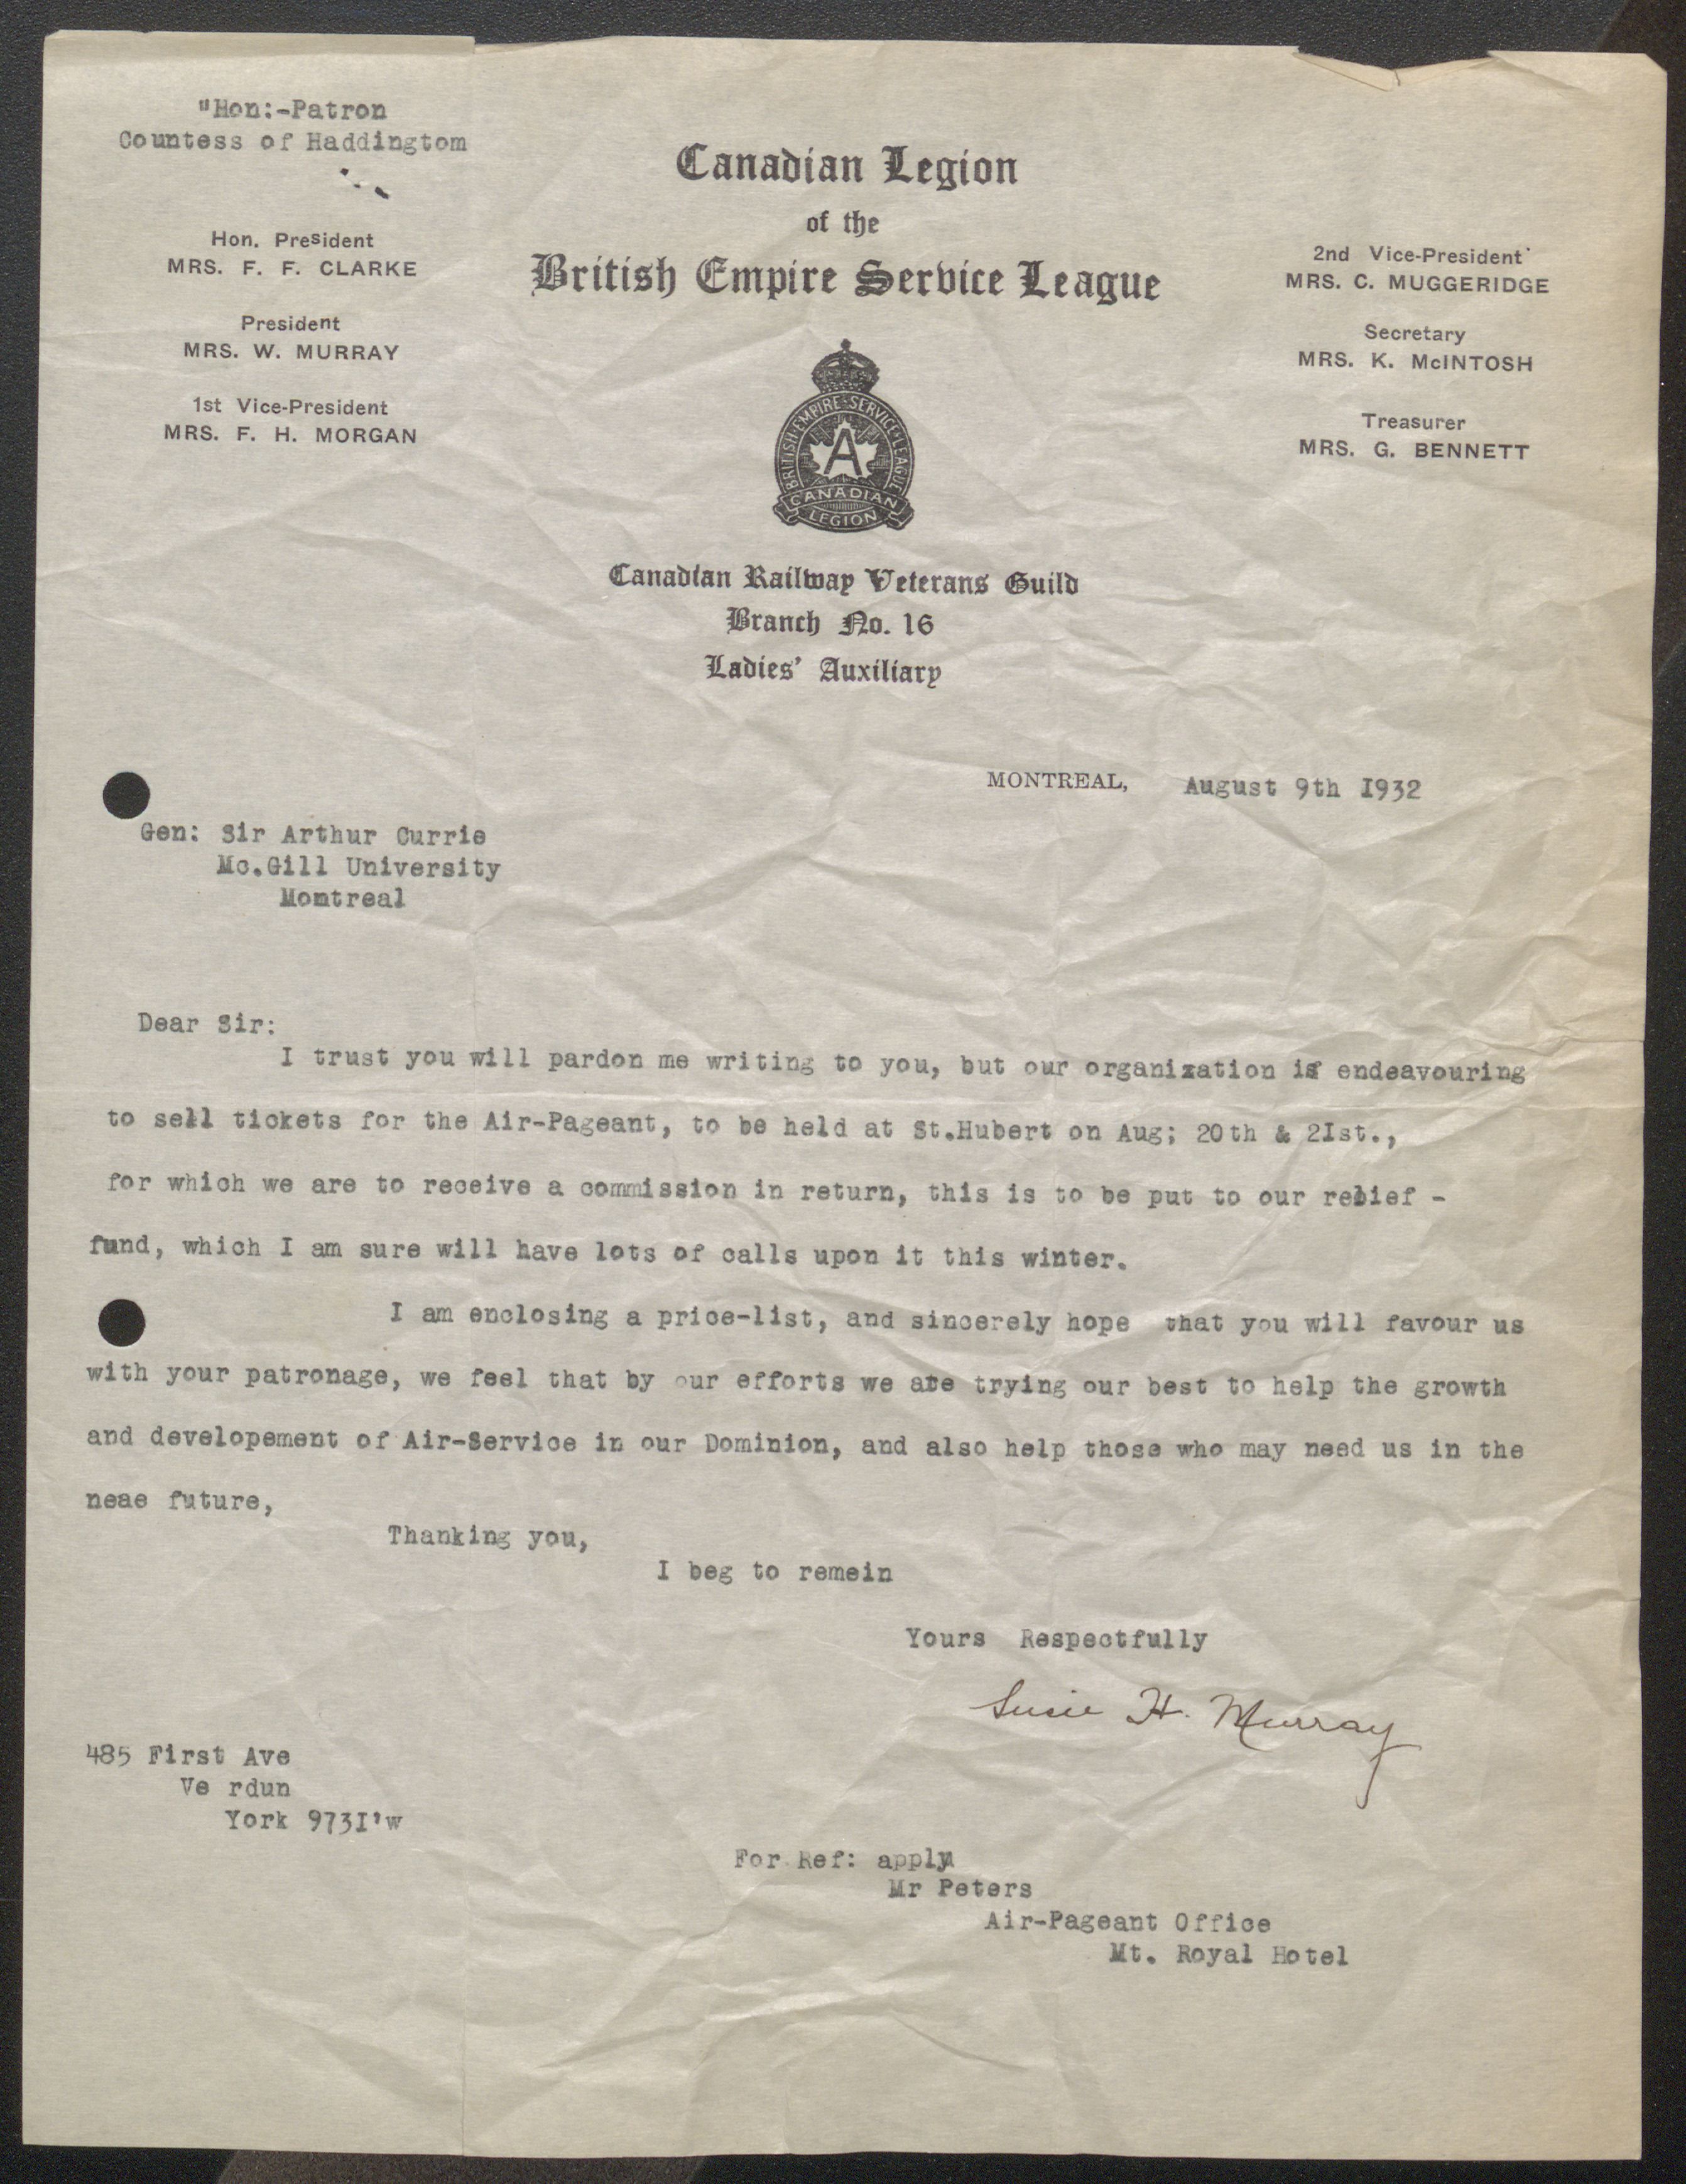 "Hon:-Patron
Countess of Haddingtom
Hon. President
MRS. F. F. CLARKE
President
MRS. W. MURRAY
1st Vice-President
MRS. F. H. MORGAN
Canadian Legion
of the
British Empire Service League
2nd Vice-President
MRS. C. MUGGERIDGE
Secretary
MRS. K. McINTOSH
Treasurer
MRS. G. BENNETT
BRITISH·EMPIRE·SERVICE·LEAGUE
A
CANADIAN
LEGION
Canadian Railway Veterans Guild
Branch No. 16
Ladies' Auxiliary
MONTREAL, August 9th I932
Gen: Sir Arthur Currie
Mc.Gill University
Montreal
Dear Sir:
I trust you will pardon me writing to you, but our organization is endeavouring
to sell tickets for the Air-Pageant, to be held at St.Hubert on Aug; 20th & 2Ist.,
for which we are to receive a commission in return, this is to be put to our relief -
fund, which I am sure will have lots of calls upon it this winter.
I am enclosing a price-list, and sincerely hope that you will favour us
with your patronage, we feel that by our efforts we are trying our best to help the growth
and developement of Air-Service in our Dominion, and also help those who may need us in the
neae future,
Thanking you,
I beg to remein
Yours Respectfully
Susie H. Murray
485 First Ave
Ve rdun
York 973I'w
For Ref: apply
Mr Peters
Air-Pageant Office
Mt. Royal Hotel